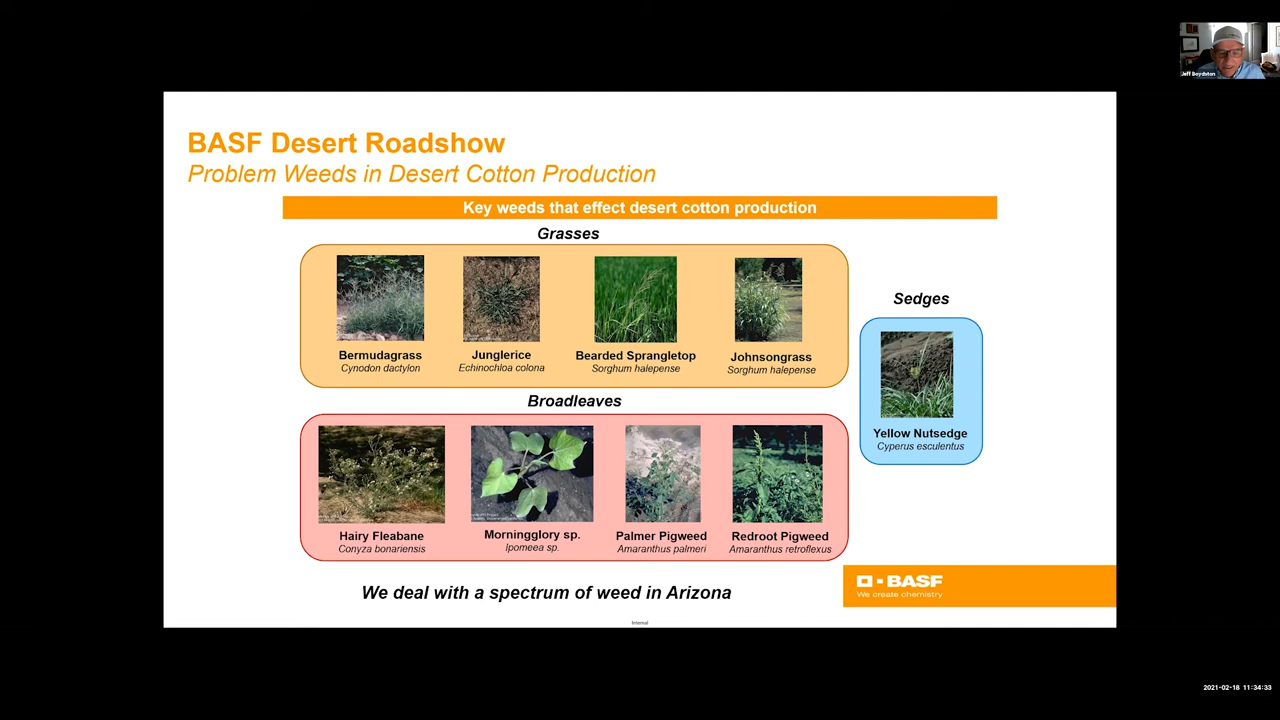 Jeff Boydston
BASF Desert Roadshow
Problem Weeds in Desert Cotton Production
Key weeds that effect desert cotton production
Grasses
Bermudagrass
Cynodon dactylon
Junglerice
Echinochloa colona
Bearded Sprangletop
Sorghum halepense
Johnsongrass
Sorghum halepense
Sedges
Yellow Nutsedge
Cyperus esculentus
Broadleaves
Hairy Fleabane
Conyza bonariensis
Morningglory sp.
Ipomeea sp.
Palmer Pigweed
Amaranthus palmeri
Redroot Pigweed
Amaranthus retroflexus
We deal with a spectrum of weed in Arizona
BASF
We create chemistry
Internal
2021-02-18 11:34:33